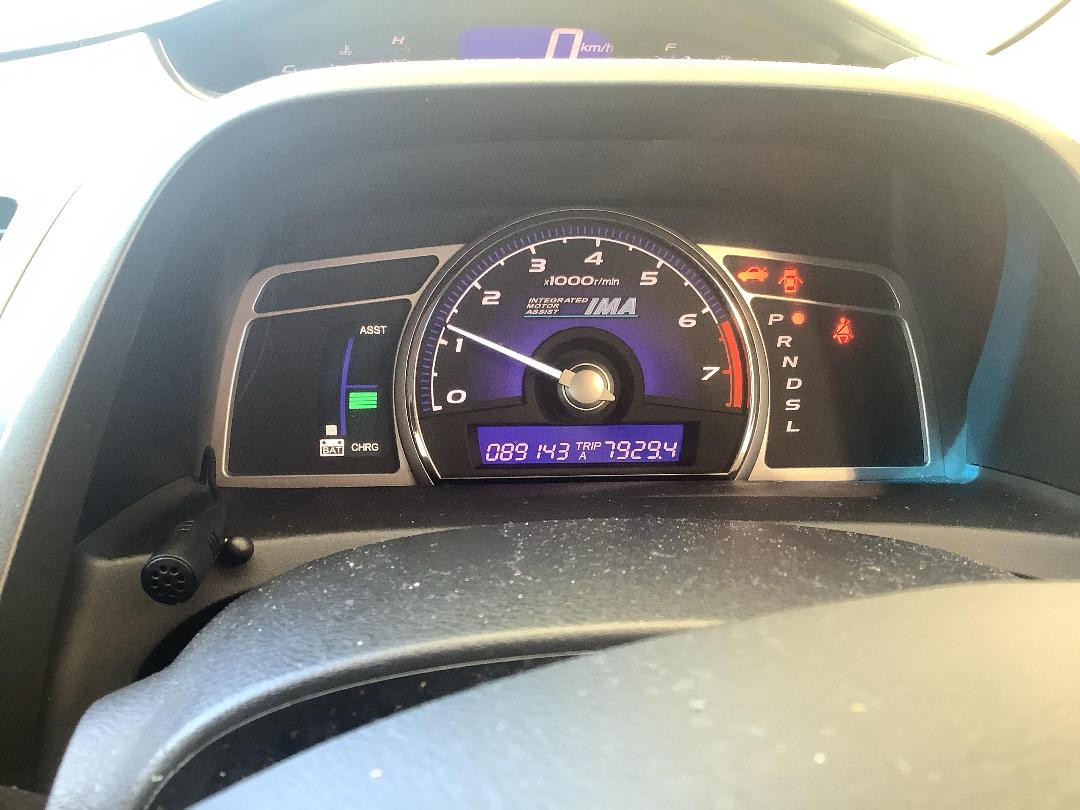 0 km/h
H
F
C
4
3
5
x1000r/min
2
INTEGRATED
MOTOR
ASSIST
IMA
6
1
7
0
ASST
BAT
CHRG
089143 TRIP A 7929.4
P
R
N
D
S
L